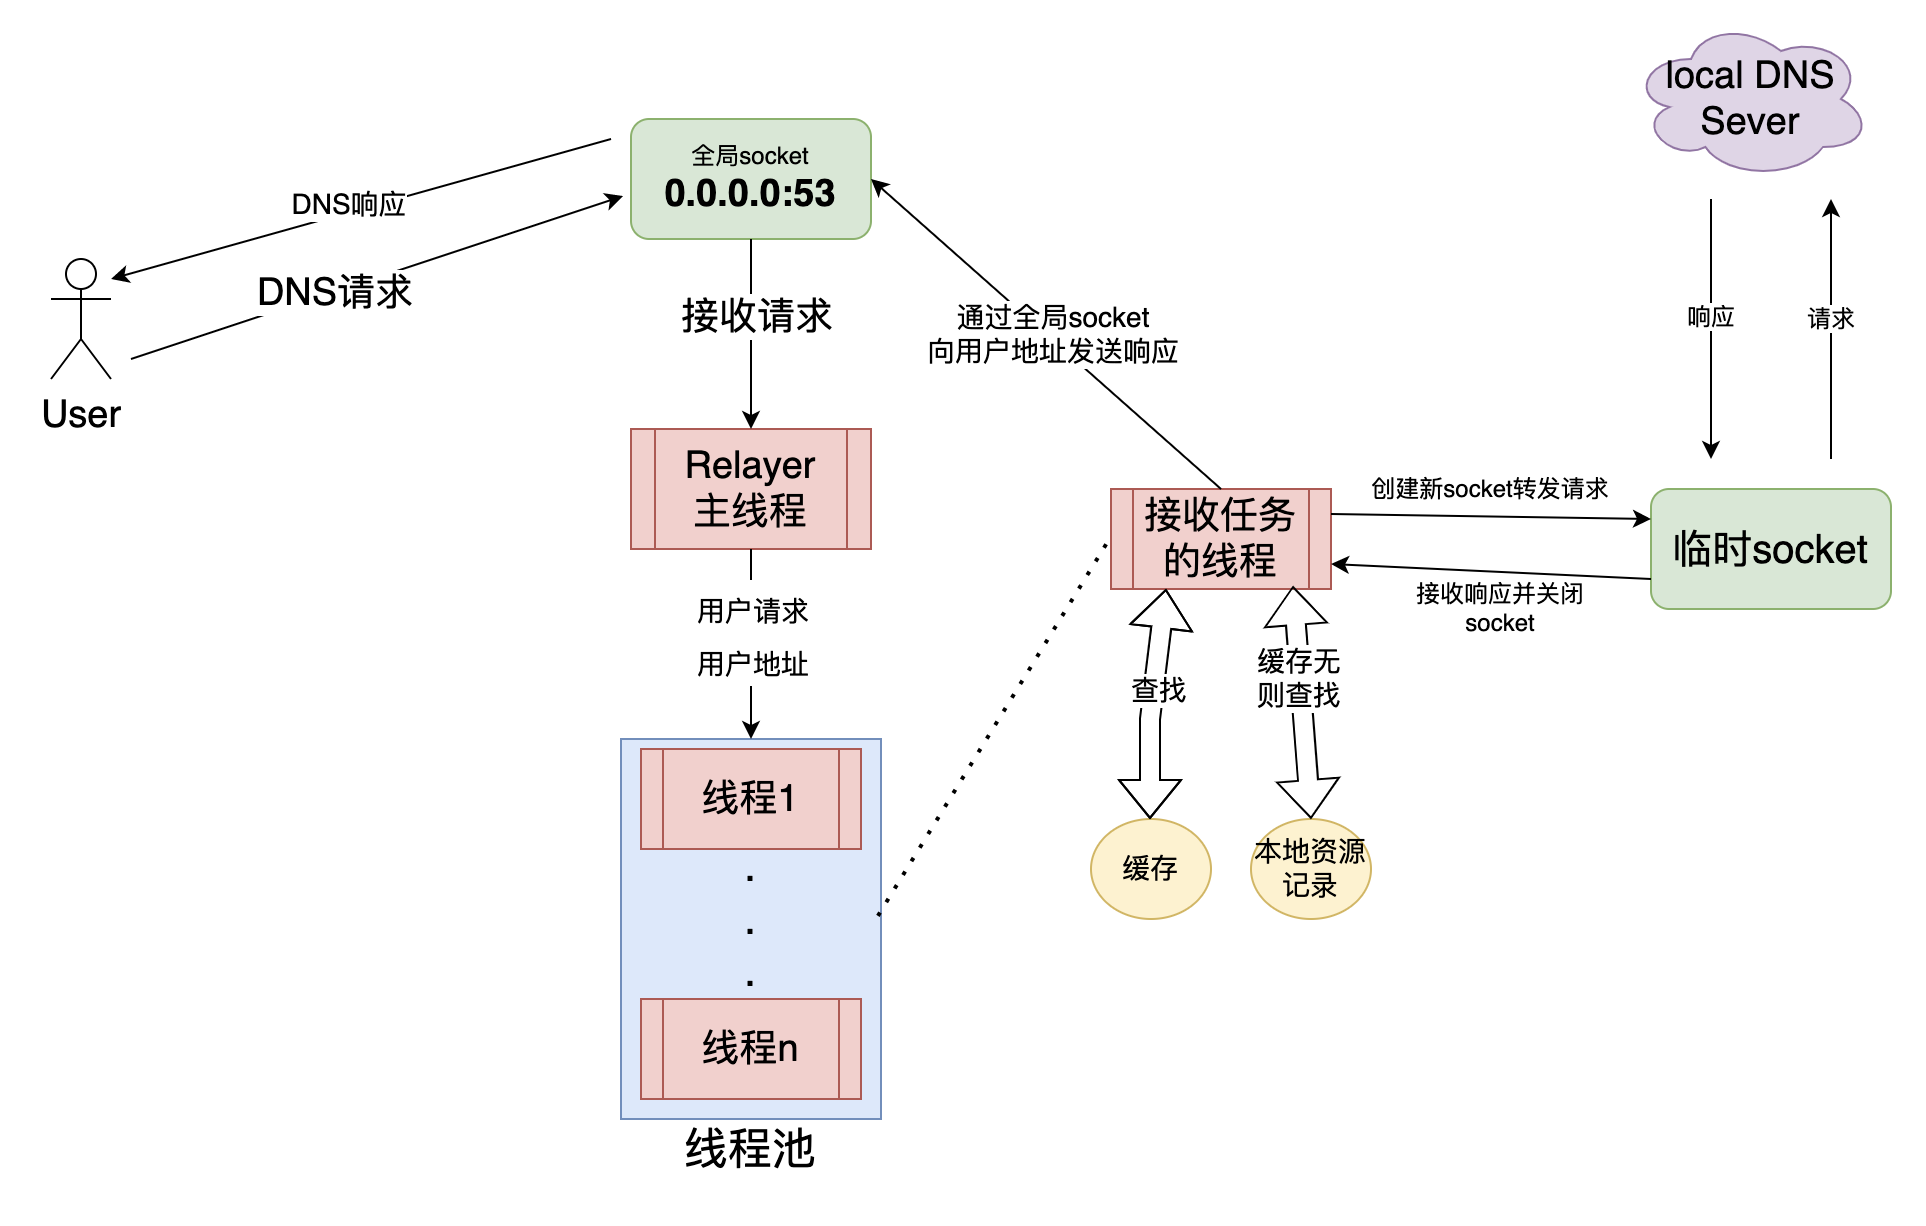 local DNS
Sever
全局socket
0.0.0.0:53
DNS响应
DNS请求
User
接收请求
通过全局socket
向用户地址发送响应
响应
请求
Relayer
主线程
接收任务
的线程
创建新socket转发请求
临时socket
接收响应并关闭
socket
用户请求
用户地址
查找
缓存无
则查找
线程1
.
.
.
线程n
线程池
缓存
本地资源
记录